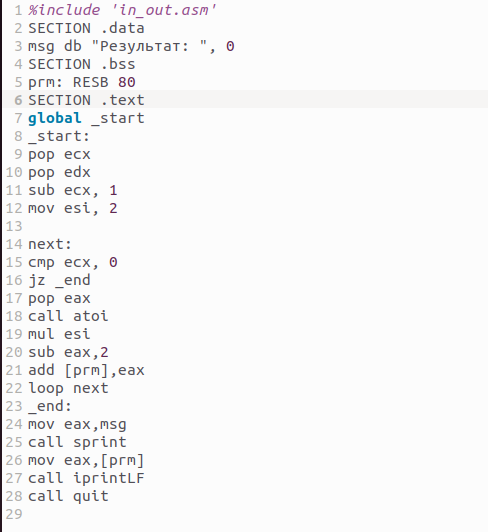 1 %include 'in_out.asm'
2 SECTION .data
3 msg db "Результат: ", 0
4 SECTION .bss
5 prm: RESB 80
6 SECTION .text
7 global _start
8 _start:
9 pop ecx
10 pop edx
11 sub ecx, 1
12 mov esi, 2
13
14 next:
15 cmp ecx, 0
16 jz _end
17 pop eax
18 call atoi
19 mul esi
20 sub eax,2
21 add [prm],eax
22 loop next
23 _end:
24 mov eax,msg
25 call sprint
26 mov eax,[prm]
27 call iprintLF
28 call quit
29